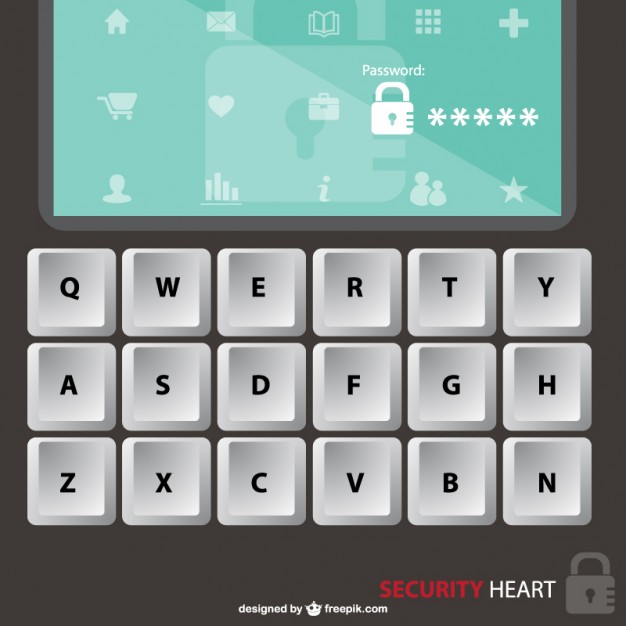 Password:
*****
Q W E R T Y
A S D F G H
Z X C V B N
SECURITY HEART
designed by freepik.com